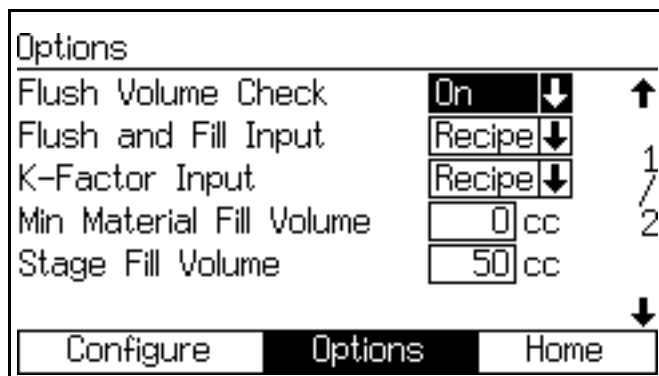 Options
Flush Volume Check On
Flush and Fill Input Recipe
K-Factor Input Recipe
Min Material Fill Volume 0 cc
Stage Fill Volume 50 cc
1/2
Configure Options Home